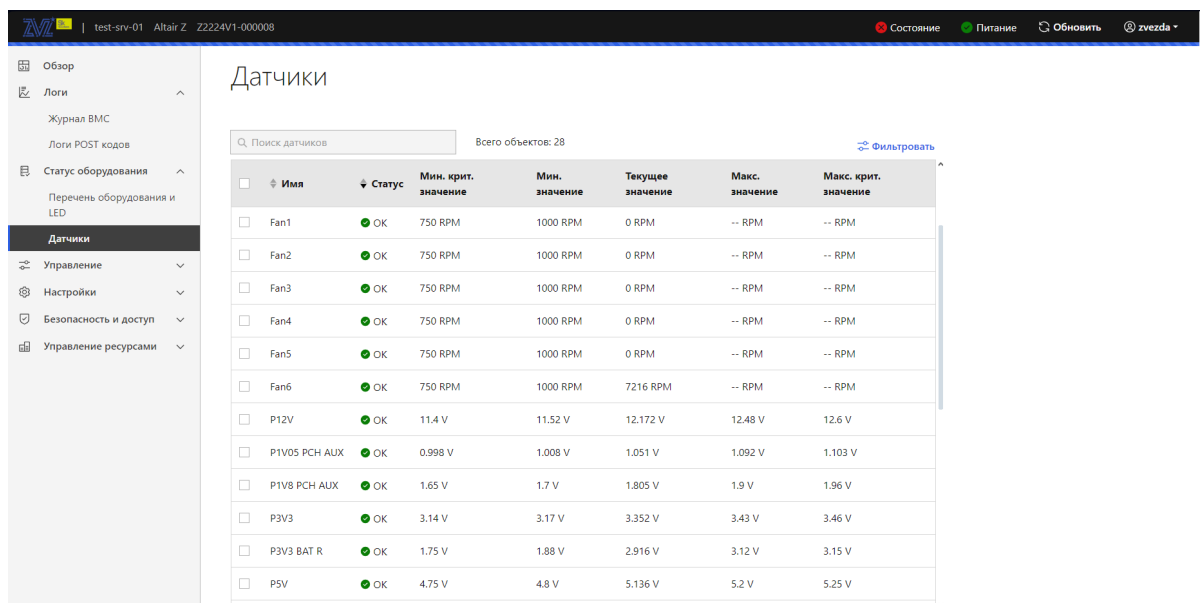 ZVZ | test-srv-01 Altair Z Z2224V1-000008 Состояние Питание Обновить zvezda
Обзор
Логи
Журнал BMC
Логи POST кодов
Статус оборудования
Перечень оборудования и
LED
Датчики
Управление
Настройки
Безопасность и доступ
Управление ресурсами
Датчики
Поиск датчиков Всего объектов: 28 Фильтровать
Имя Статус Мин. крит. значение Мин. значение Текущее значение Макс. значение Макс. крит. значение
Fan1 OK 750 RPM 1000 RPM 0 RPM -- RPM -- RPM
Fan2 OK 750 RPM 1000 RPM 0 RPM -- RPM -- RPM
Fan3 OK 750 RPM 1000 RPM 0 RPM -- RPM -- RPM
Fan4 OK 750 RPM 1000 RPM 0 RPM -- RPM -- RPM
Fan5 OK 750 RPM 1000 RPM 0 RPM -- RPM -- RPM
Fan6 OK 750 RPM 1000 RPM 7216 RPM -- RPM -- RPM
P12V OK 11.4 V 11.52 V 12.172 V 12.48 V 12.6 V
P1V05 PCH AUX OK 0.998 V 1.008 V 1.051 V 1.092 V 1.103 V
P1V8 PCH AUX OK 1.65 V 1.7 V 1.805 V 1.9 V 1.96 V
P3V3 OK 3.14 V 3.17 V 3.352 V 3.43 V 3.46 V
P3V3 BAT R OK 1.75 V 1.88 V 2.916 V 3.12 V 3.15 V
P5V OK 4.75 V 4.8 V 5.136 V 5.2 V 5.25 V